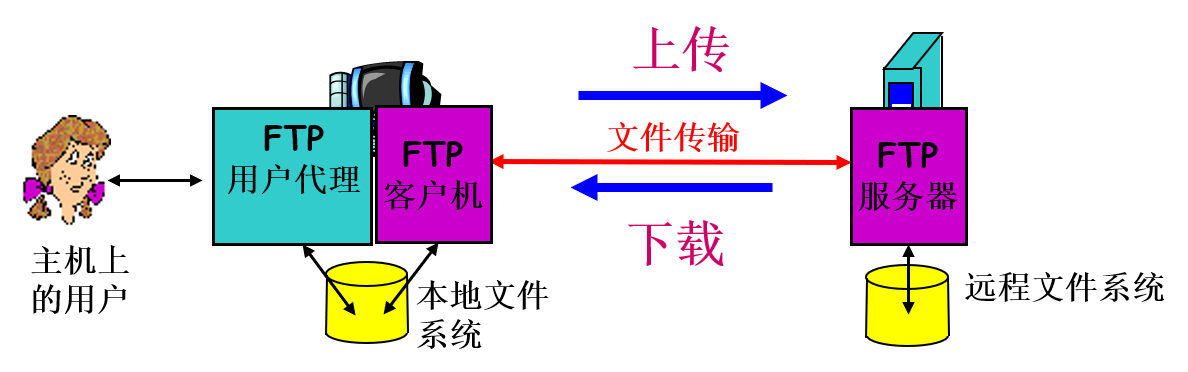 上传
文件传输
下载
FTP
用户代理
FTP
客户机
FTP
服务器
主机上
的用户
本地文件
系统
远程文件系统